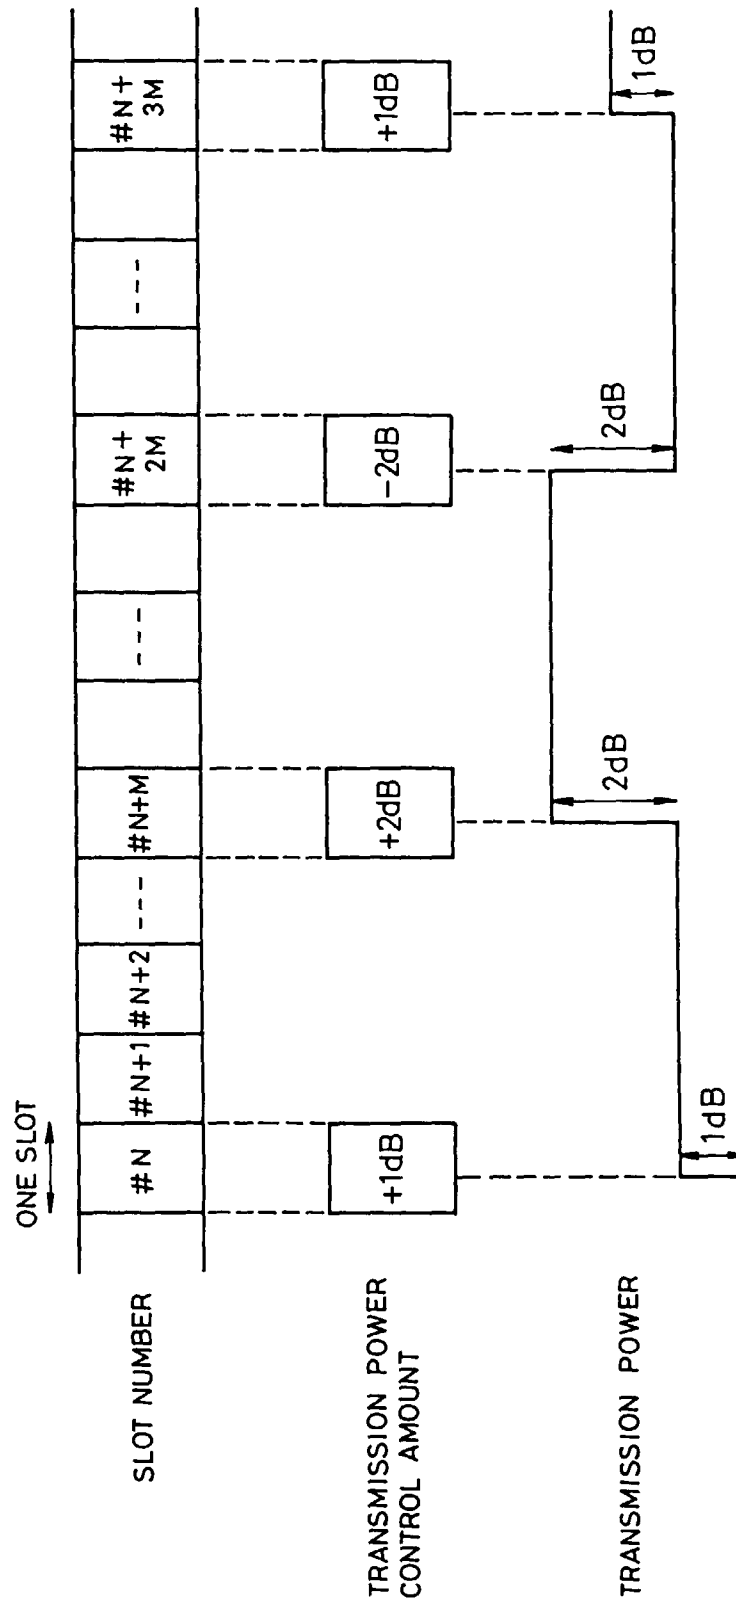 ONE SLOT
SLOT NUMBER
#N
#N+1
#N+2
---
#N+M
---
#N+
2M
---
#N+
3M
TRANSMISSION POWER
CONTROL AMOUNT
+1dB
+2dB
−2dB
+1dB
TRANSMISSION POWER
1dB
2dB
2dB
1dB